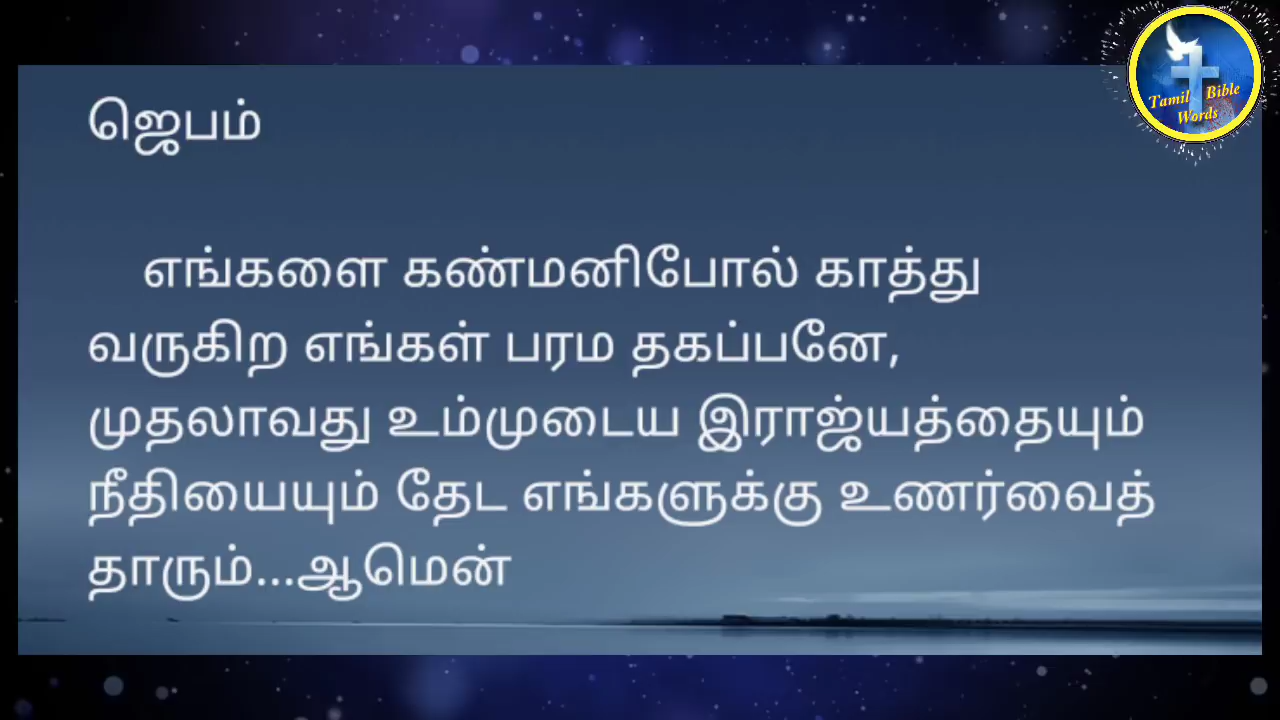 Tamil Bible
Words
ஜெபம்
எங்களை கண்மனிபோல் காத்து
வருகிற எங்கள் பரம தகப்பனே,
முதலாவது உம்முடைய இராஜ்யத்தையும்
நீதியையும் தேட எங்களுக்கு உணர்வைத்
தாரும்...ஆமென்